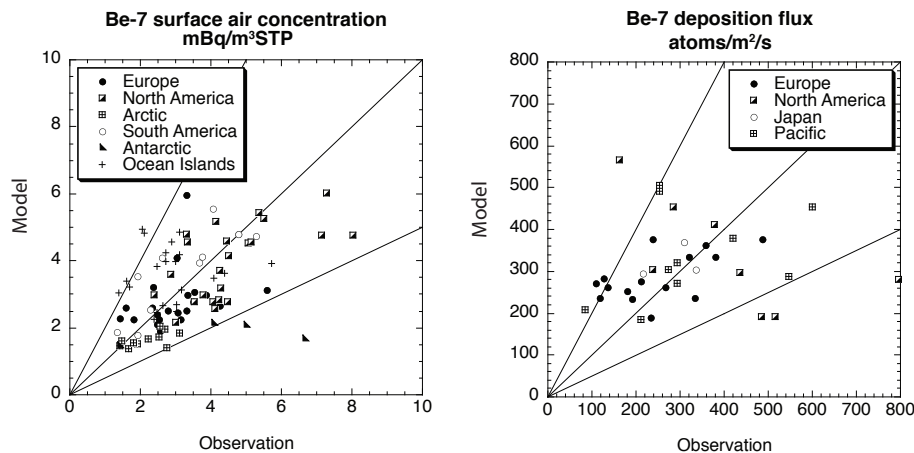 Be-7 surface air concentration
mBq/m³STP
10
8
6
4
2
0
Model
Europe
North America
Arctic
South America
Antarctic
Ocean Islands
0 2 4 6 8 10
Observation
Be-7 deposition flux
atoms/m²/s
800
700
600
500
400
300
200
100
0
Model
Europe
North America
Japan
Pacific
0 100 200 300 400 500 600 700 800
Observation